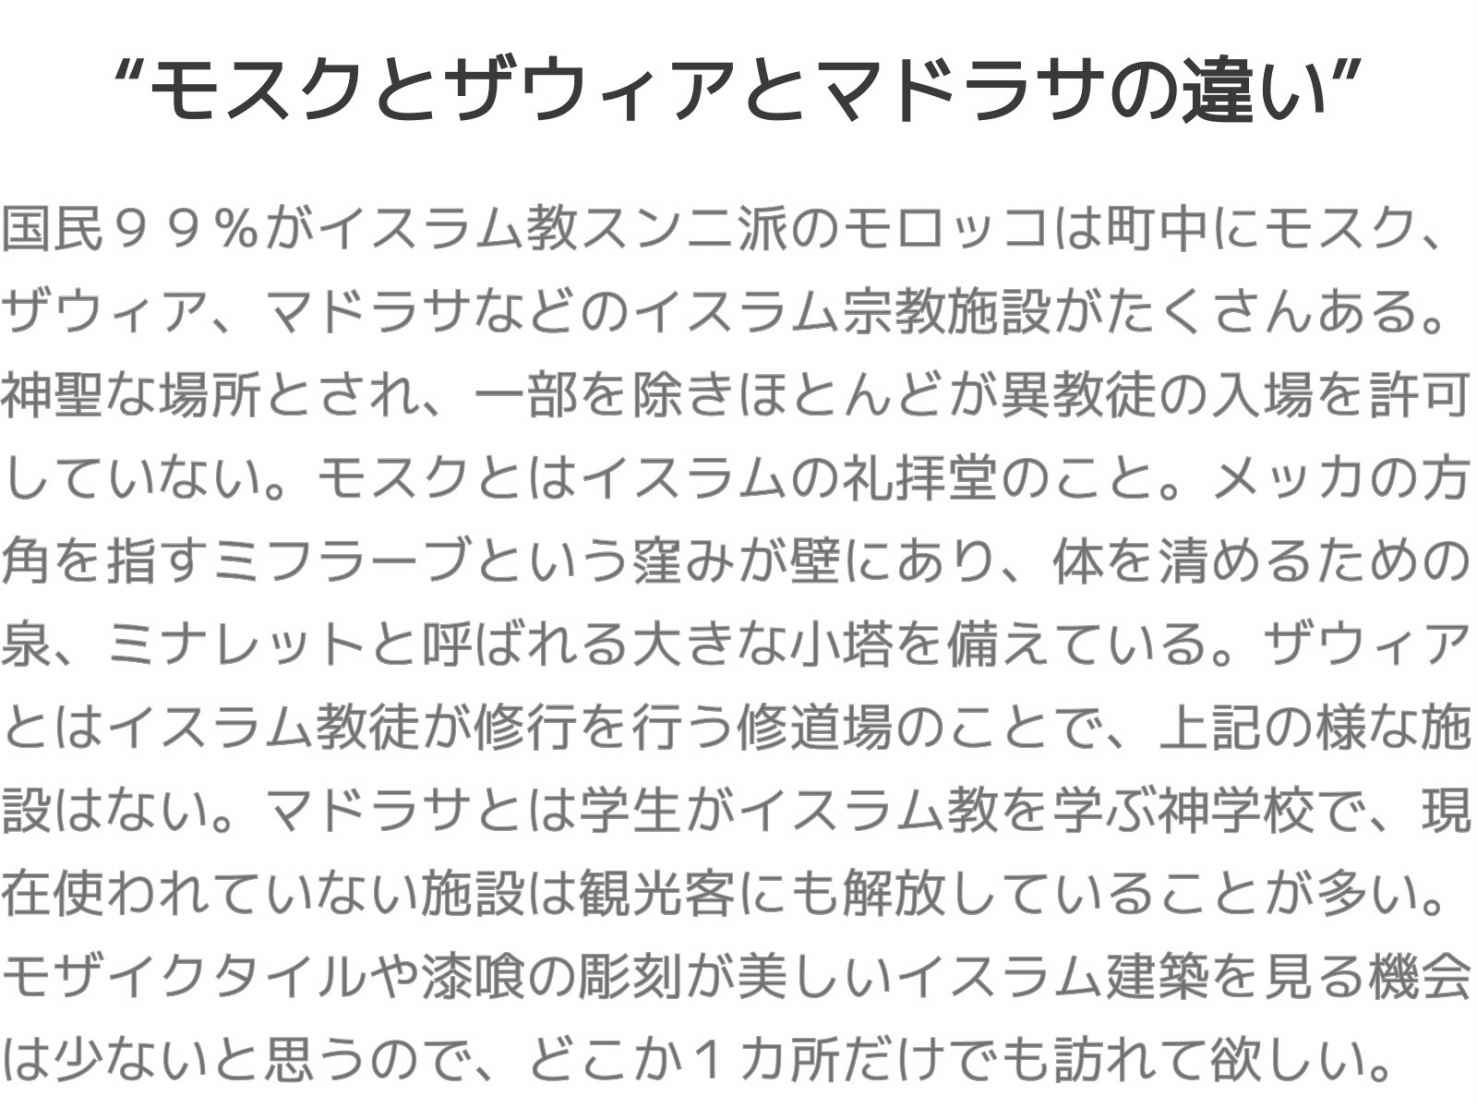 “モスクとザウィアとマドラサの違い”
国民９９％がイスラム教スンニ派のモロッコは町中にモスク、
ザウィア、マドラサなどのイスラム宗教施設がたくさんある。
神聖な場所とされ、一部を除きほとんどが異教徒の入場を許可
していない。モスクとはイスラムの礼拝堂のこと。メッカの方
角を指すミフラーブという窪みが壁にあり、体を清めるための
泉、ミナレットと呼ばれる大きな小塔を備えている。ザウィア
とはイスラム教徒が修行を行う修道場のことで、上記の様な施
設はない。マドラサとは学生がイスラム教を学ぶ神学校で、現
在使われていない施設は観光客にも解放していることが多い。
モザイクタイルや漆喰の彫刻が美しいイスラム建築を見る機会
は少ないと思うので、どこか１カ所だけでも訪れて欲しい。